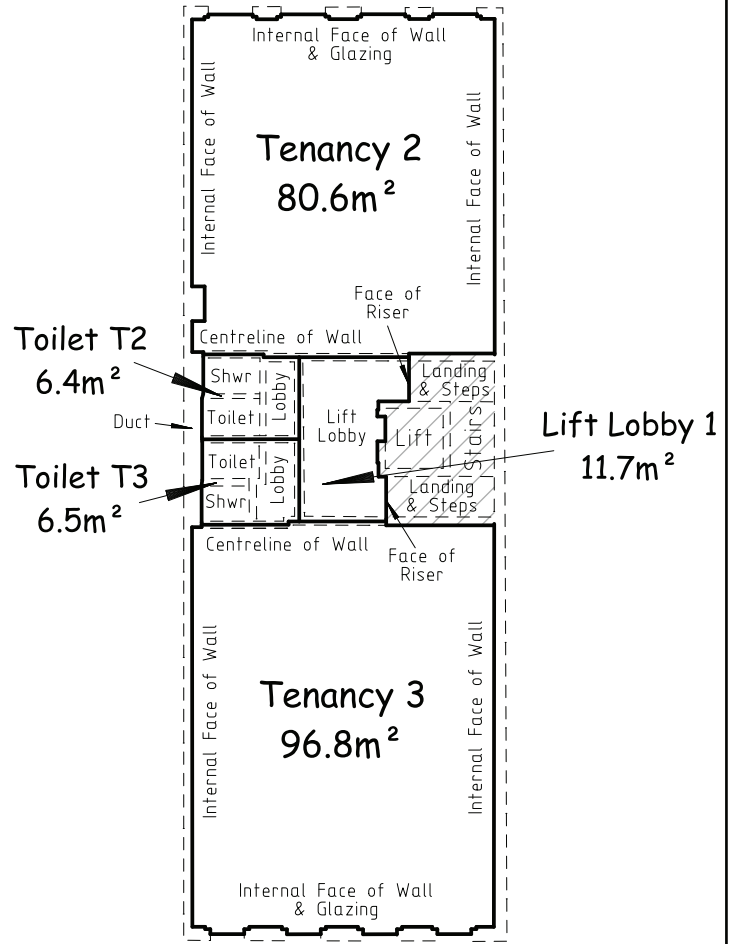 Internal Face of Wall
& Glazing
Internal Face of Wall
Internal Face of Wall
Tenancy 2
80.6m²
Face of
Riser
Centreline of Wall
Toilet T2
6.4m²
Shwr
Lobby
Toilet
Duct
Lift
Lobby
Landing
& Steps
Lift
Stairs
Lift Lobby 1
11.7m²
Toilet T3
6.5m²
Toilet
Lobby
Shwr
Landing
& Steps
Centreline of Wall
Face of
Riser
Internal Face of Wall
Internal Face of Wall
Tenancy 3
96.8m²
Internal Face of Wall
& Glazing